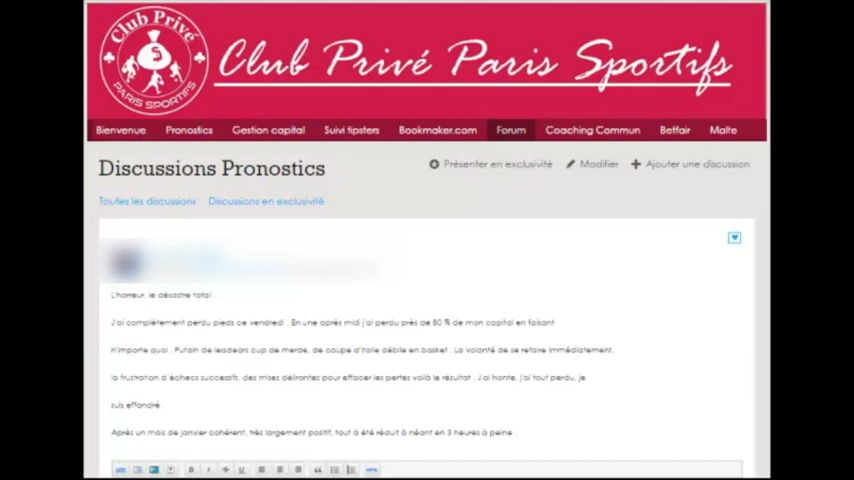 Club Privé
PARIS SPORTIFS
Club Privé Paris Sportifs
Bienvenue Pronostics Gestion capital Suivi tipsters Bookmaker.com Forum Coaching Commun Betfair Malte
Discussions Pronostics
Présenter en exclusivité Modifier Ajouter une discussion
Toutes les discussions Discussions en exclusivité
L'horreur, le désastre total .
J'ai complètement perdu pieds ce vendredi . En une après midi j'ai perdu près de 80 % de mon capital en faisant
n'importe quoi . Putain de leaders cup de merde, de coupe d'Italie débile en basket . La volonté de se refaire immédiatement,
la frustration d'échecs successifs, des mises délirantes pour effacer les pertes voilà le résultat . J'ai honte, j'ai tout perdu, je
suis effondré .
Après un mois de janvier cohérent, très largement positif, tout à été réduit à néant en 3 heures à peine .
B I U
HTML